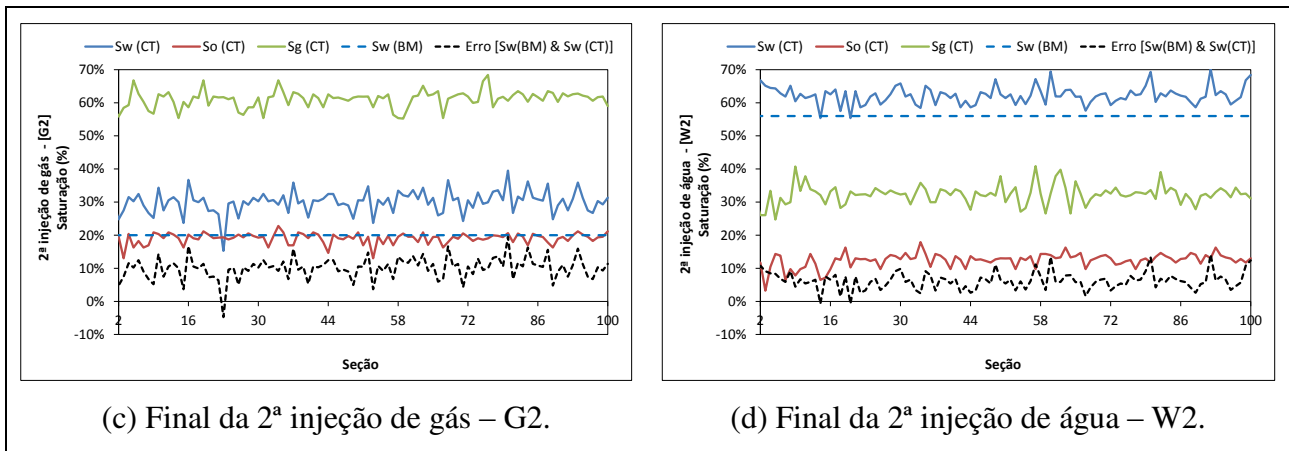 Sw (CT) So (CT) Sg (CT) Sw (BM) Erro [Sw(BM) & Sw (CT)]
70%
60%
50%
40%
30%
20%
10%
0%
-10%
2ª injeção de gás - [G2]
Saturação (%)
2 16 30 44 58 72 86 100
Seção
(c) Final da 2ª injeção de gás – G2.
Sw (CT) So (CT) Sg (CT) Sw (BM) Erro [Sw(BM) & Sw(CT)]
70%
60%
50%
40%
30%
20%
10%
0%
-10%
2ª injeção de água - [W2]
Saturação (%)
2 16 30 44 58 72 86 100
Seção
(d) Final da 2ª injeção de água – W2.